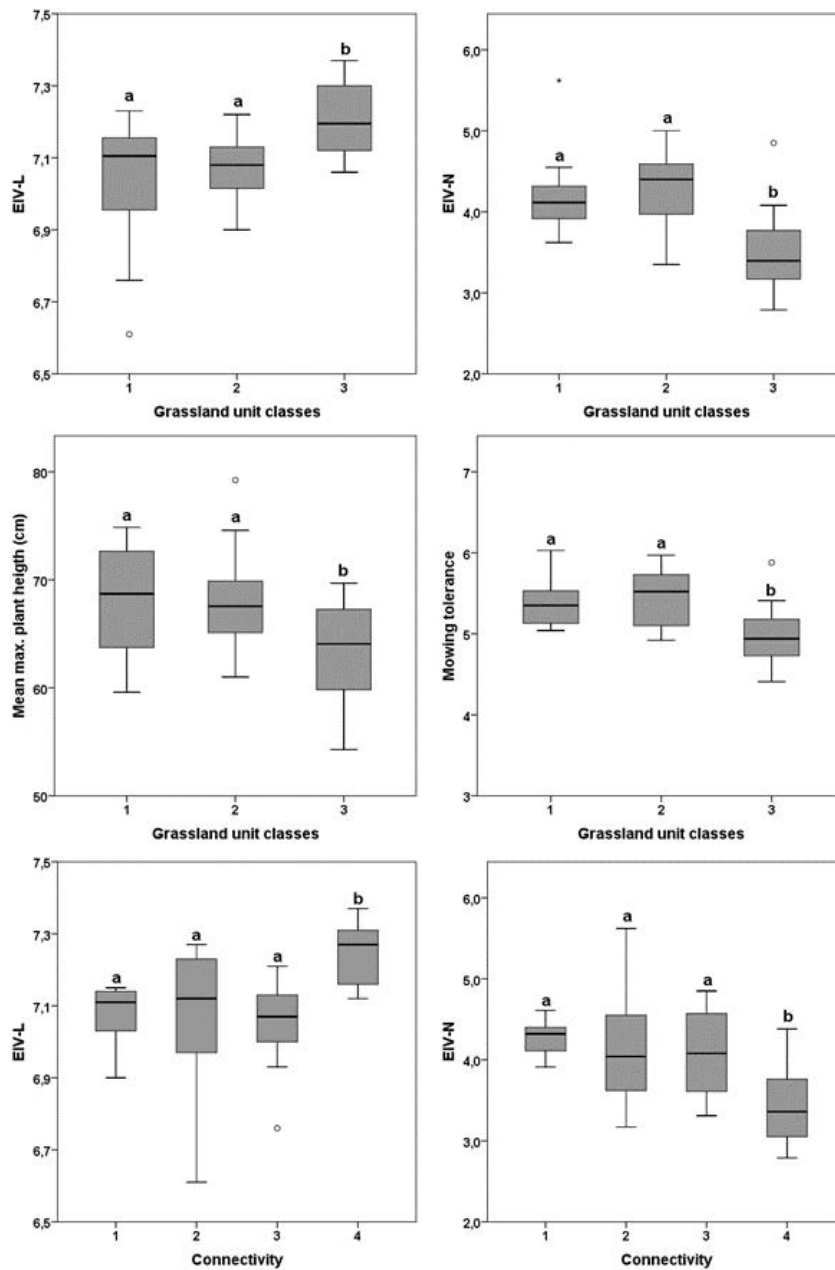 7,5
7,3
7,1
6,9
6,7
6,5
EIV-L
a
a
b
1 2 3
Grassland unit classes
6,0
5,0
4,0
3,0
2,0
EIV-N
a
a
b
1 2 3
Grassland unit classes
80
70
60
50
Mean max. plant heigth (cm)
a
a
b
1 2 3
Grassland unit classes
7
6
5
4
3
Mowing tolerance
a
a
b
1 2 3
Grassland unit classes
7,5
7,3
7,1
6,9
6,7
6,5
EIV-L
a
a
a
b
1 2 3 4
Connectivity
6,0
5,0
4,0
3,0
2,0
EIV-N
a
a
a
b
1 2 3 4
Connectivity